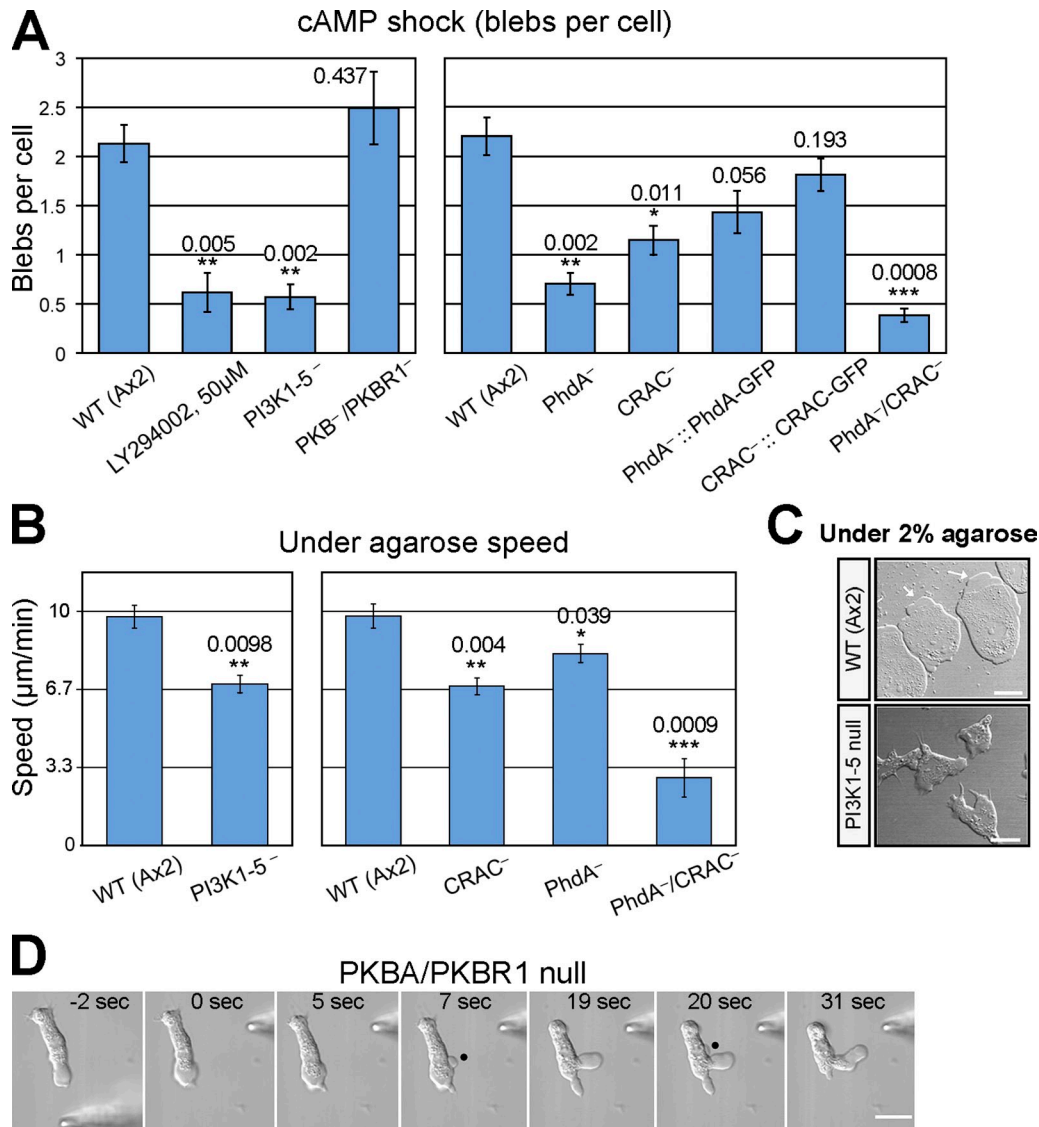 A
cAMP shock (blebs per cell)
Blebs per cell
3
2.5
2
1.5
1
0.5
0
0.005
**
0.002
**
0.437
0.002
**
0.011
*
0.056
0.193
0.0008
***
WT (Ax2)
LY294002, 50µM
PI3K1-5⁻
PKB⁻/PKBR1⁻
WT (Ax2)
PhdA⁻
CRAC⁻
PhdA⁻ :: PhdA-GFP
CRAC⁻ :: CRAC-GFP
PhdA⁻/CRAC⁻
B
Under agarose speed
Speed (µm/min)
10
6.7
3.3
0
0.0098
**
0.004
**
0.039
*
0.0009
***
WT (Ax2)
PI3K1-5⁻
WT (Ax2)
CRAC⁻
PhdA⁻
PhdA⁻/CRAC⁻
C
Under 2% agarose
WT (Ax2)
PI3K1-5 null
D
PKBA/PKBR1 null
-2 sec
0 sec
5 sec
7 sec
19 sec
20 sec
31 sec